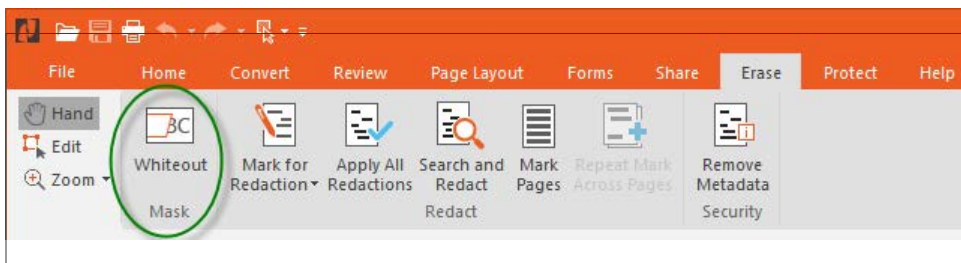 File Home Convert Review Page Layout Forms Share Erase Protect Help
Hand
Edit
Zoom
BC
Whiteout
Mask
Mark for
Redaction
Apply All
Redactions
Search and
Redact
Mark
Pages
Repeat Mark
Across Pages
Redact
Remove
Metadata
Security